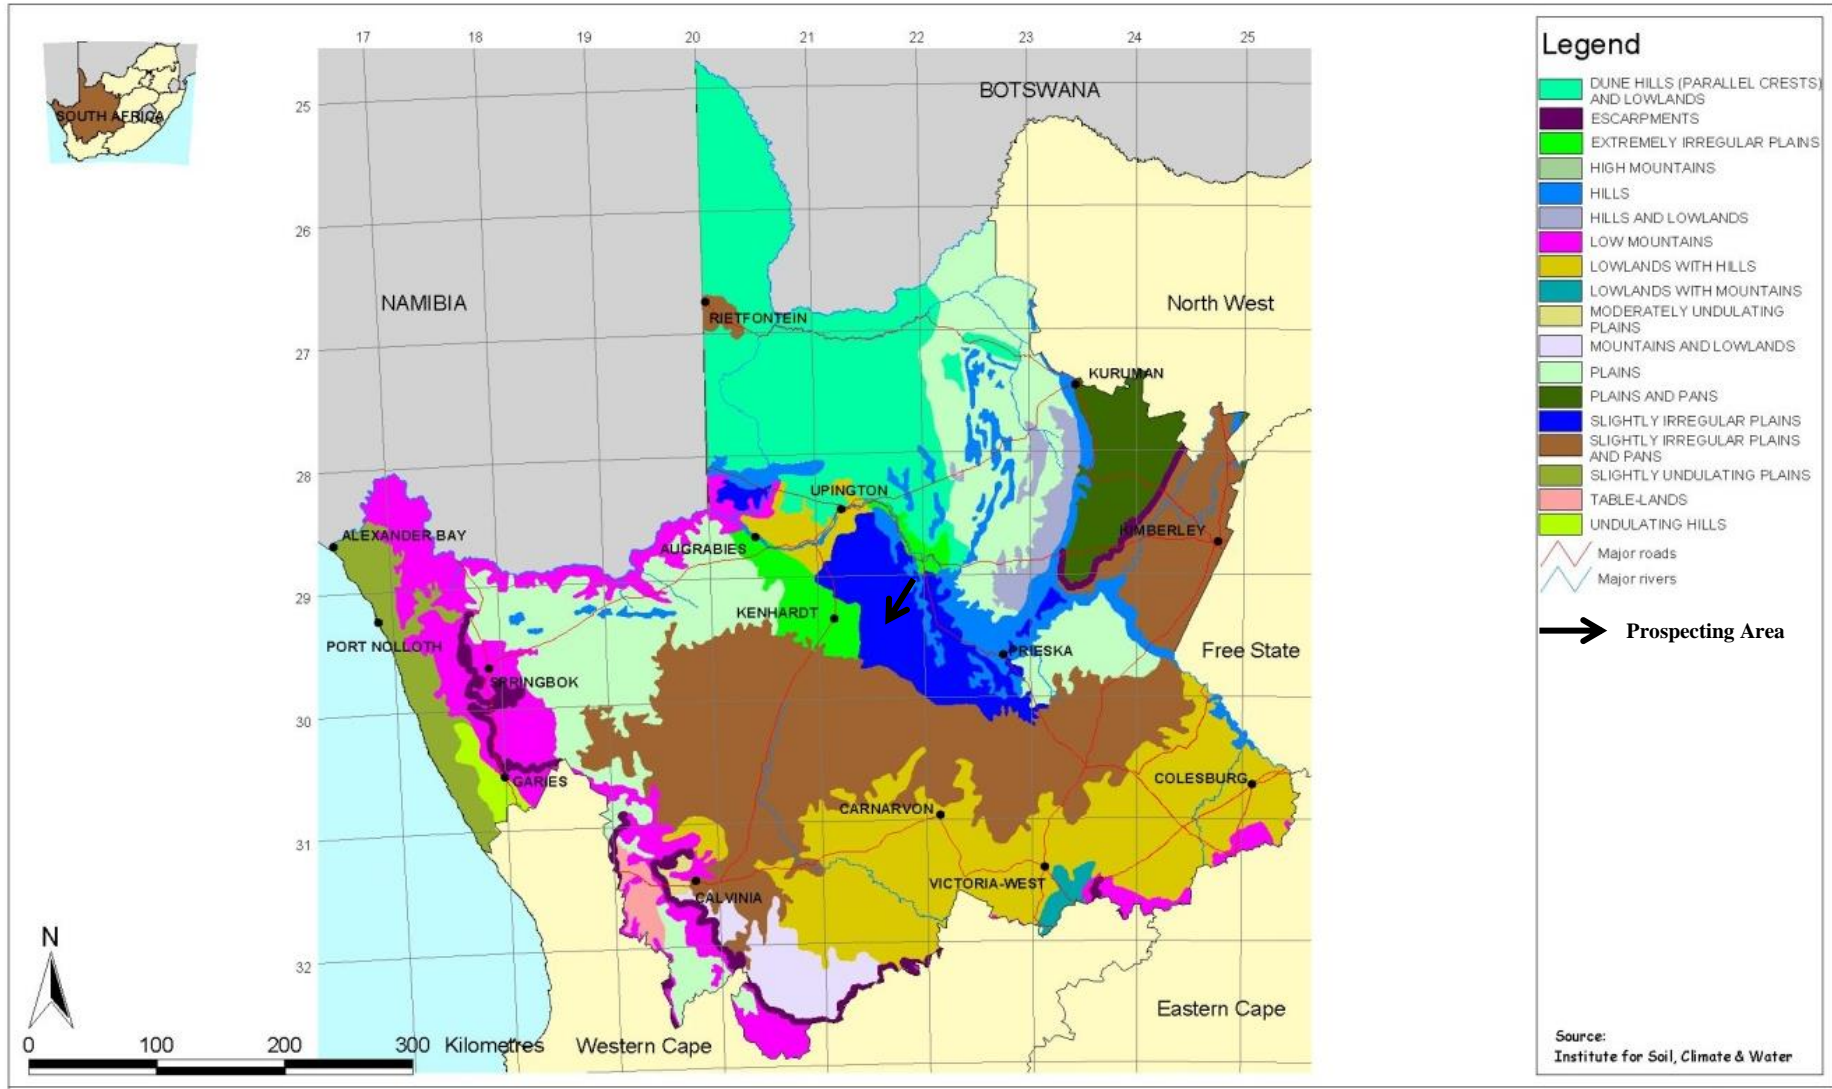 17 18 19 20 21 22 23 24 25
SOUTH AFRICA
BOTSWANA
25
26
NAMIBIA
North West
RIETFONTEIN
27
KURUMAN
28
UPINGTON
ALEXANDER BAY
KIMBERLEY
AUGRABIES
29
KENHARDT
PORT NOLLOTH
PRIESKA
Free State
SPRINGBOK
30
GARIES
COLESBURG
CARNARVON
31
VICTORIA-WEST
CALVINIA
N
32
Eastern Cape
0 100 200 300 Kilometres
Western Cape
Legend
DUNE HILLS (PARALLEL CRESTS)
AND LOWLANDS
ESCARPMENTS
EXTREMELY IRREGULAR PLAINS
HIGH MOUNTAINS
HILLS
HILLS AND LOWLANDS
LOW MOUNTAINS
LOWLANDS WITH HILLS
LOWLANDS WITH MOUNTAINS
MODERATELY UNDULATING
PLAINS
MOUNTAINS AND LOWLANDS
PLAINS
PLAINS AND PANS
SLIGHTLY IRREGULAR PLAINS
SLIGHTLY IRREGULAR PLAINS
AND PANS
SLIGHTLY UNDULATING PLAINS
TABLE-LANDS
UNDULATING HILLS
Major roads
Major rivers
Prospecting Area
Source:
Institute for Soil, Climate & Water